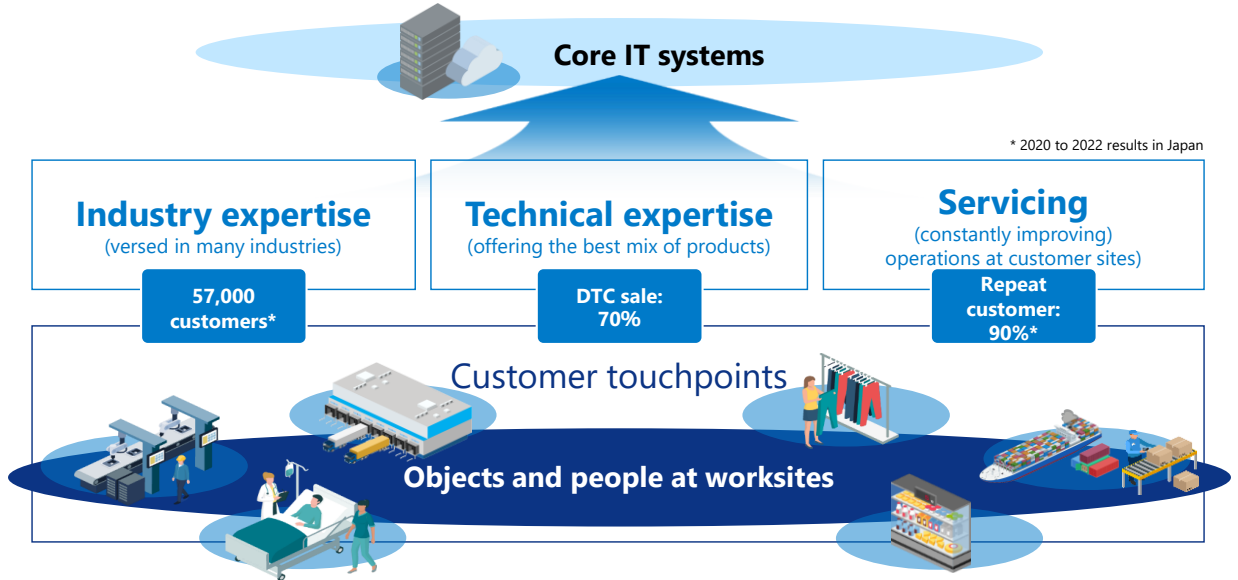 Core IT systems
* 2020 to 2022 results in Japan
Industry expertise
(versed in many industries)
57,000
customers*
Technical expertise
(offering the best mix of products)
DTC sale:
70%
Servicing
(constantly improving)
operations at customer sites)
Repeat
customer:
90%*
Customer touchpoints
Objects and people at worksites